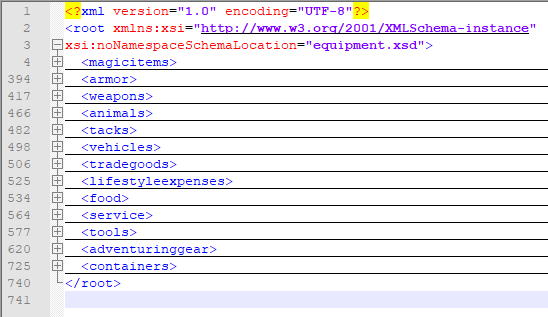 1 <?xml version="1.0" encoding="UTF-8"?>
2 <root xmlns:xsi="http://www.w3.org/2001/XMLSchema-instance"
3 xsi:noNamespaceSchemaLocation="equipment.xsd">
4 <magicitems>
394 <armor>
417 <weapons>
466 <animals>
482 <tacks>
498 <vehicles>
506 <tradegoods>
525 <lifestyleexpenses>
534 <food>
564 <service>
577 <tools>
620 <adventuringgear>
725 <containers>
740 </root>
741